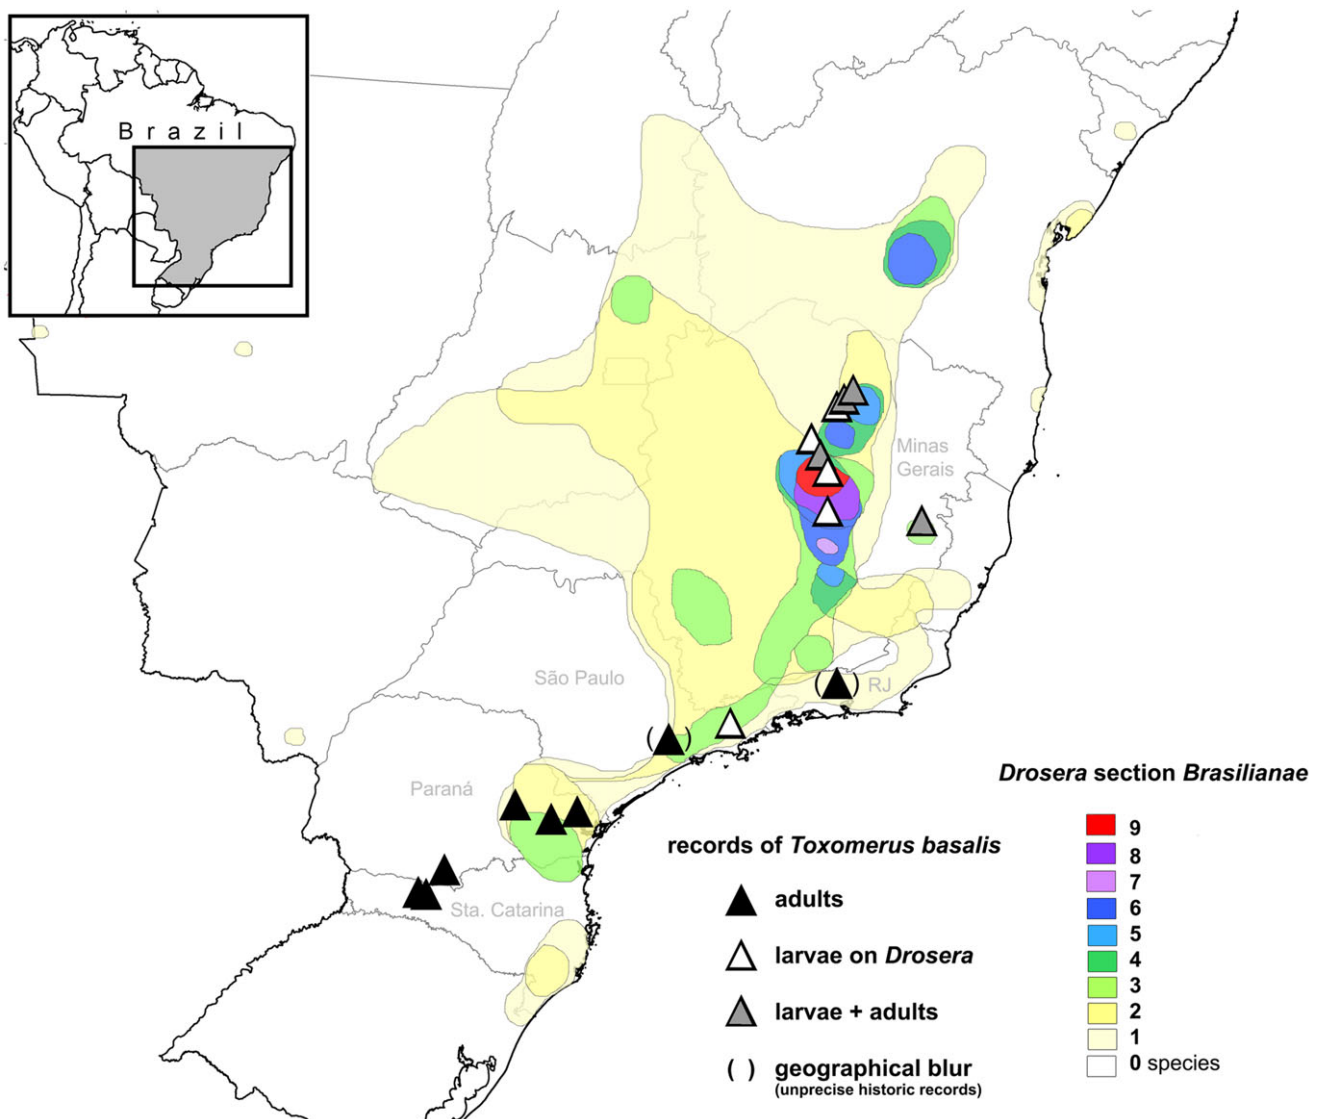 Brazil
Minas
Gerais
São Paulo
( ) RJ
( )
Paraná
Sta. Catarina
records of Toxomerus basalis
adults
larvae on Drosera
larvae + adults
( ) geographical blur
(unprecise historic records)
Drosera section Brasilianae
9
8
7
6
5
4
3
2
1
0 species